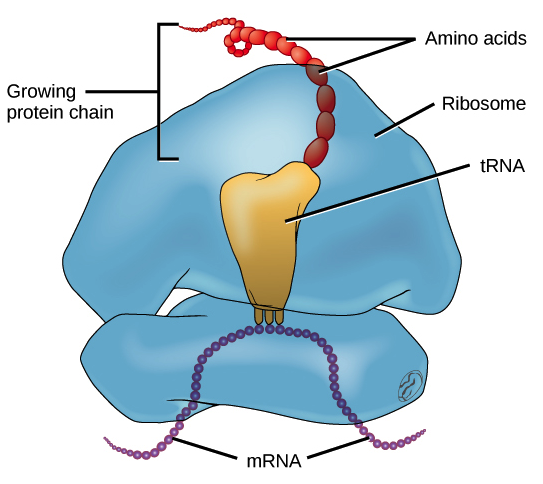 Amino acids
Growing
protein chain
Ribosome
tRNA
mRNA